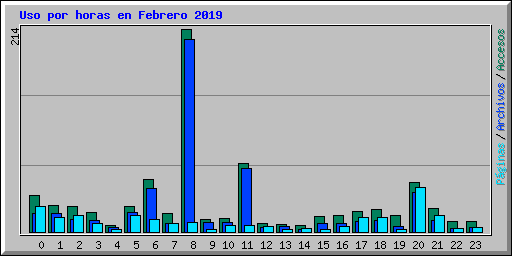 Uso por horas en Febrero 2019
214
Páginas / Archivos / Accesos
0 1 2 3 4 5 6 7 8 9 10 11 12 13 14 15 16 17 18 19 20 21 22 23